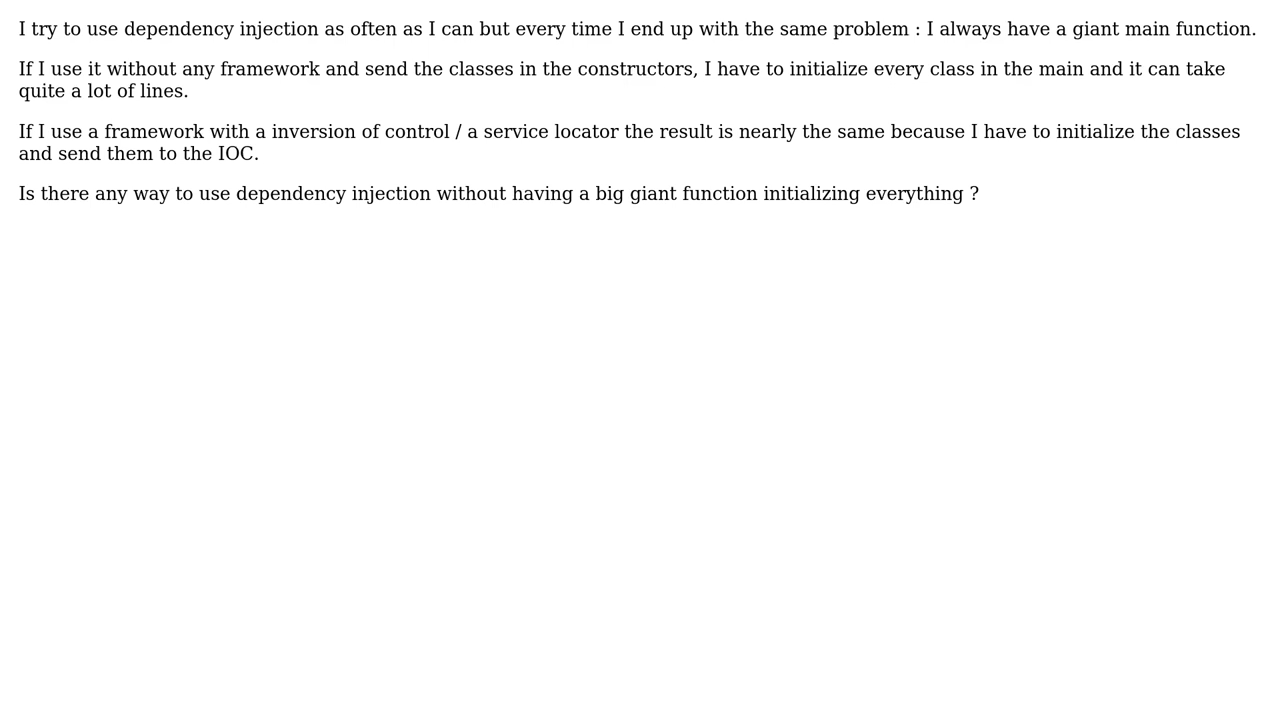 I try to use dependency injection as often as I can but every time I end up with the same problem : I always have a giant main function.
If I use it without any framework and send the classes in the constructors, I have to initialize every class in the main and it can take
quite a lot of lines.
If I use a framework with a inversion of control / a service locator the result is nearly the same because I have to initialize the classes
and send them to the IOC.
Is there any way to use dependency injection without having a big giant function initializing everything ?